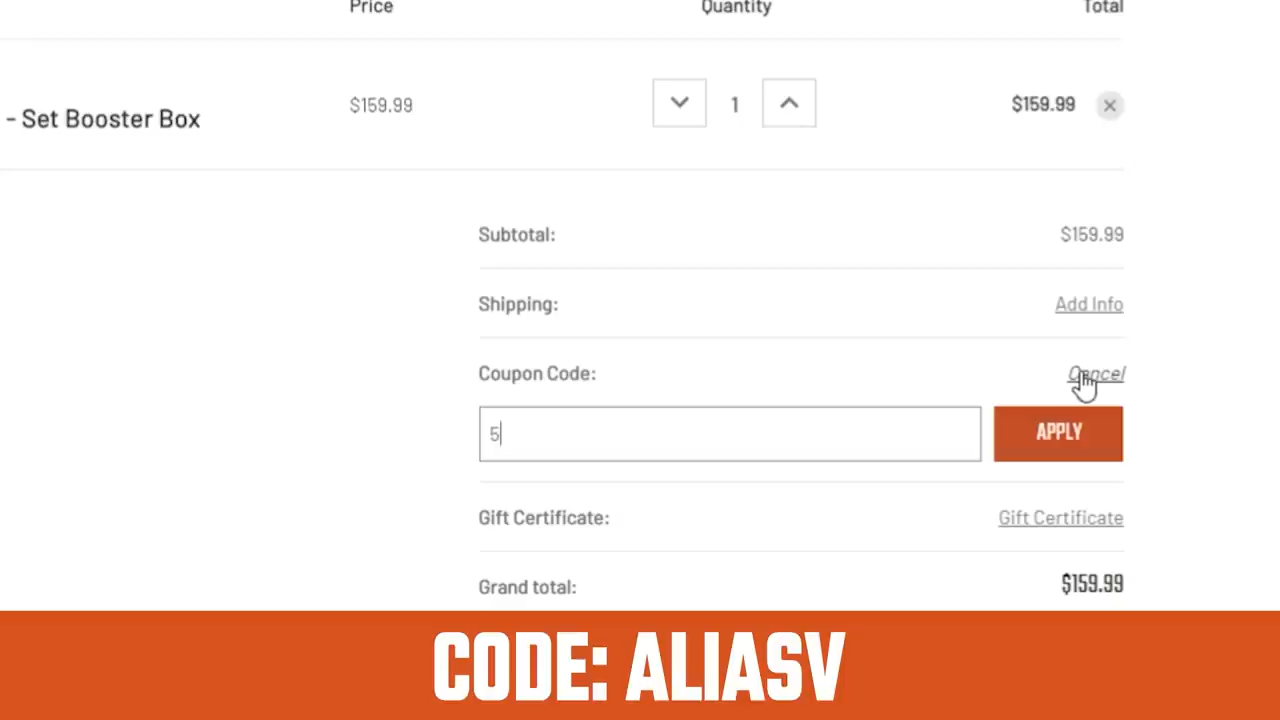 Price Quantity Total
- Set Booster Box $159.99 1 $159.99
Subtotal: $159.99
Shipping: Add Info
Coupon Code: Cancel
5 APPLY
Gift Certificate: Gift Certificate
Grand total: $159.99
CODE: ALIASV